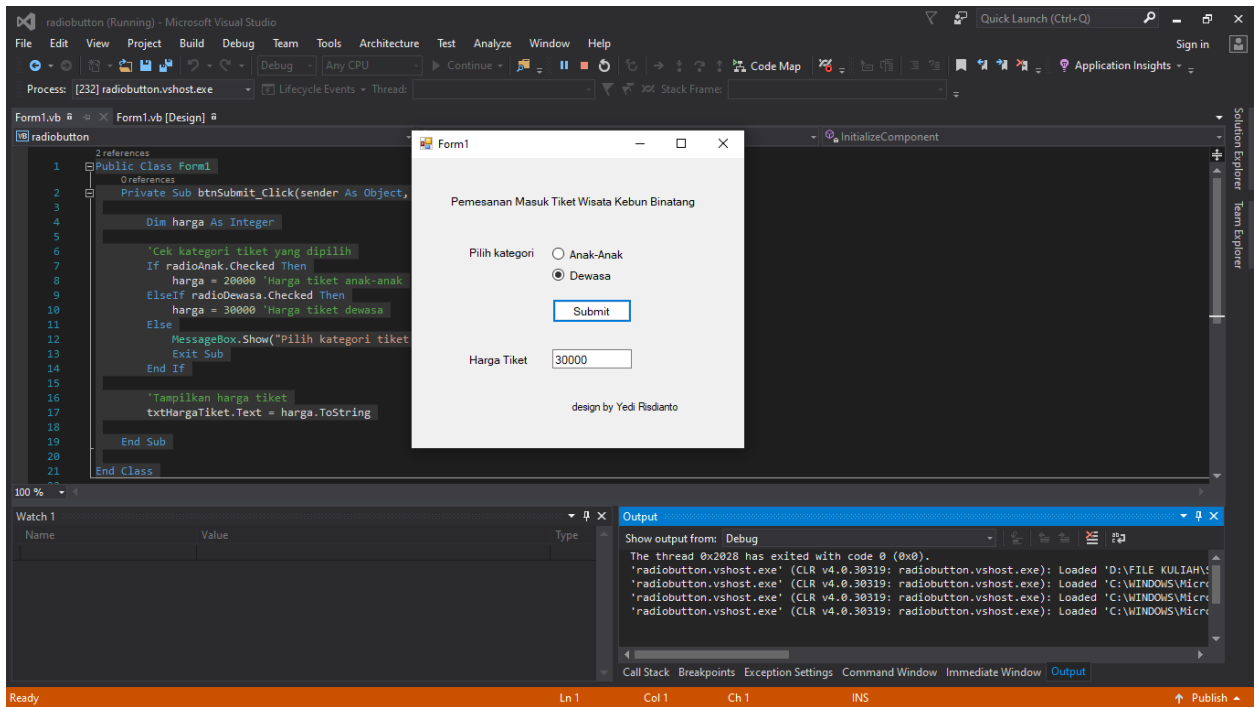 radiobutton (Running) - Microsoft Visual Studio
Quick Launch (Ctrl+Q)
File Edit View Project Build Debug Team Tools Architecture Test Analyze Window Help
Sign in
Debug Any CPU Continue Code Map Application Insights
Process: [232] radiobutton.vshost.exe Lifecycle Events Thread: Stack Frame:
Form1.vb Form1.vb [Design]
VB radiobutton
InitializeComponent
Solution Explorer
Team Explorer
2 references
1 Public Class Form1
0 references
2 Private Sub btnSubmit_Click(sender As Object,
3
4 Dim harga As Integer
5
6 'Cek kategori tiket yang dipilih
7 If radioAnak.Checked Then
8 harga = 20000 'Harga tiket anak-anak
9 ElseIf radioDewasa.Checked Then
10 harga = 30000 'Harga tiket dewasa
11 Else
12 MessageBox.Show("Pilih kategori tiket
13 Exit Sub
14 End If
15
16 'Tampilkan harga tiket
17 txtHargaTiket.Text = harga.ToString
18
19 End Sub
20
21 End Class
Form1
Pemesanan Masuk Tiket Wisata Kebun Binatang
Pilih kategori
Anak-Anak
Dewasa
Submit
Harga Tiket 30000
design by Yedi Risdianto
100 %
Watch 1
Name Value Type
Output
Show output from: Debug
The thread 0x2028 has exited with code 0 (0x0).
'radiobutton.vshost.exe' (CLR v4.0.30319: radiobutton.vshost.exe): Loaded 'D:\FILE KULIAH\
'radiobutton.vshost.exe' (CLR v4.0.30319: radiobutton.vshost.exe): Loaded 'C:\WINDOWS\Micro
'radiobutton.vshost.exe' (CLR v4.0.30319: radiobutton.vshost.exe): Loaded 'C:\WINDOWS\Micro
'radiobutton.vshost.exe' (CLR v4.0.30319: radiobutton.vshost.exe): Loaded 'C:\WINDOWS\Micro
Call Stack Breakpoints Exception Settings Command Window Immediate Window Output
Ready Ln 1 Col 1 Ch 1 INS Publish